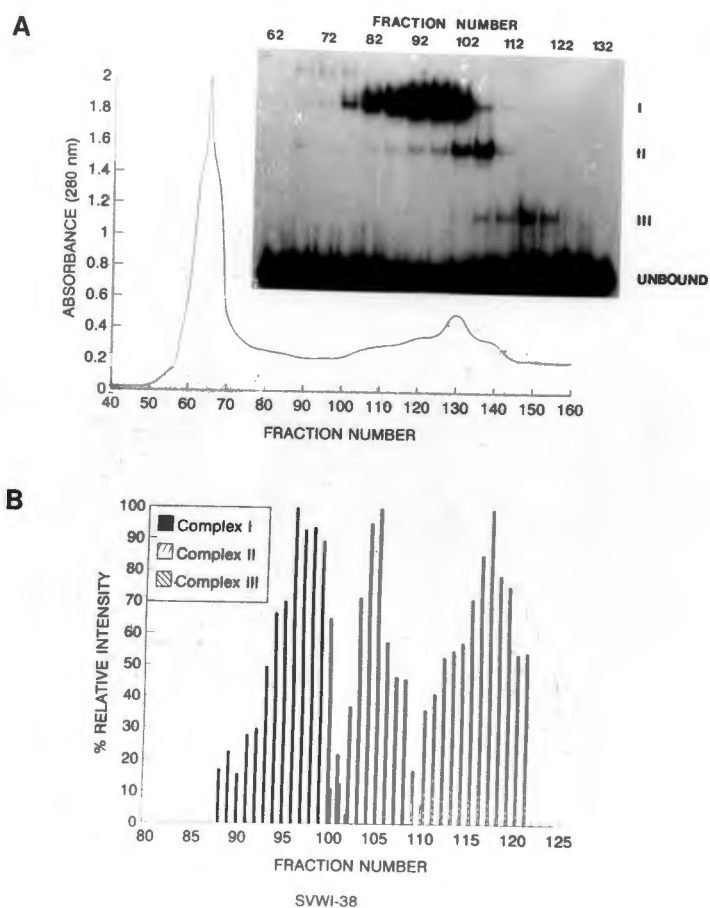 A
FRACTION NUMBER
62 72 82 92 102 112 122 132
I
II
III
UNBOUND
2
1.8
1.6
1.4
1.2
1
0.8
0.6
0.4
0.2
0
ABSORBANCE (280 nm)
40 50 60 70 80 90 100 110 120 130 140 150 160
FRACTION NUMBER
B
100
90
80
70
60
50
40
30
20
10
0
% RELATIVE INTENSITY
Complex I
Complex II
Complex III
80 85 90 95 100 105 110 115 120 125
FRACTION NUMBER
SVWI-38